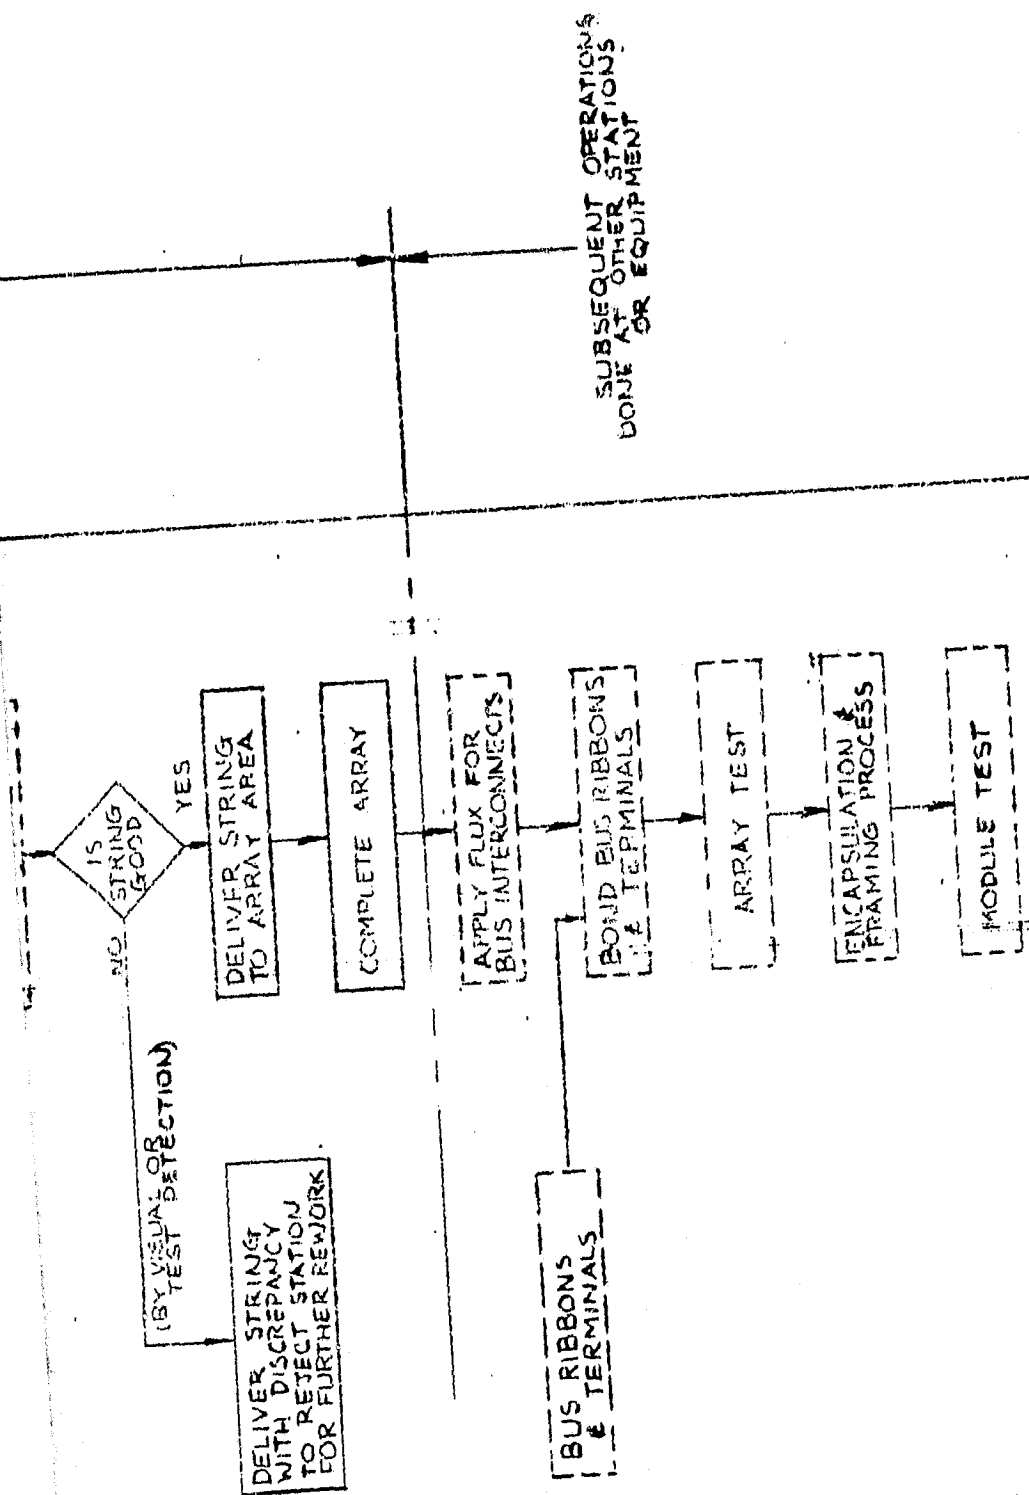 IS
STRING
GOOD
NO
YES
(BY VISUAL OR
TEST DETECTION)
DELIVER STRING
WITH DISCREPANCY
TO REJECT STATION
FOR FURTHER REWORK.
DELIVER STRING
TO ARRAY AREA
COMPLETE ARRAY
SUBSEQUENT OPERATIONS
DONE AT OTHER STATIONS
OR EQUIPMENT
APPLY FLUX FOR
BUS INTERCONNECTS
BUS RIBBONS
& TERMINALS
BOND BUS RIBBONS
& TERMINALS
ARRAY TEST
ENCAPSULATION &
FRAMING PROCESS
MODULE TEST